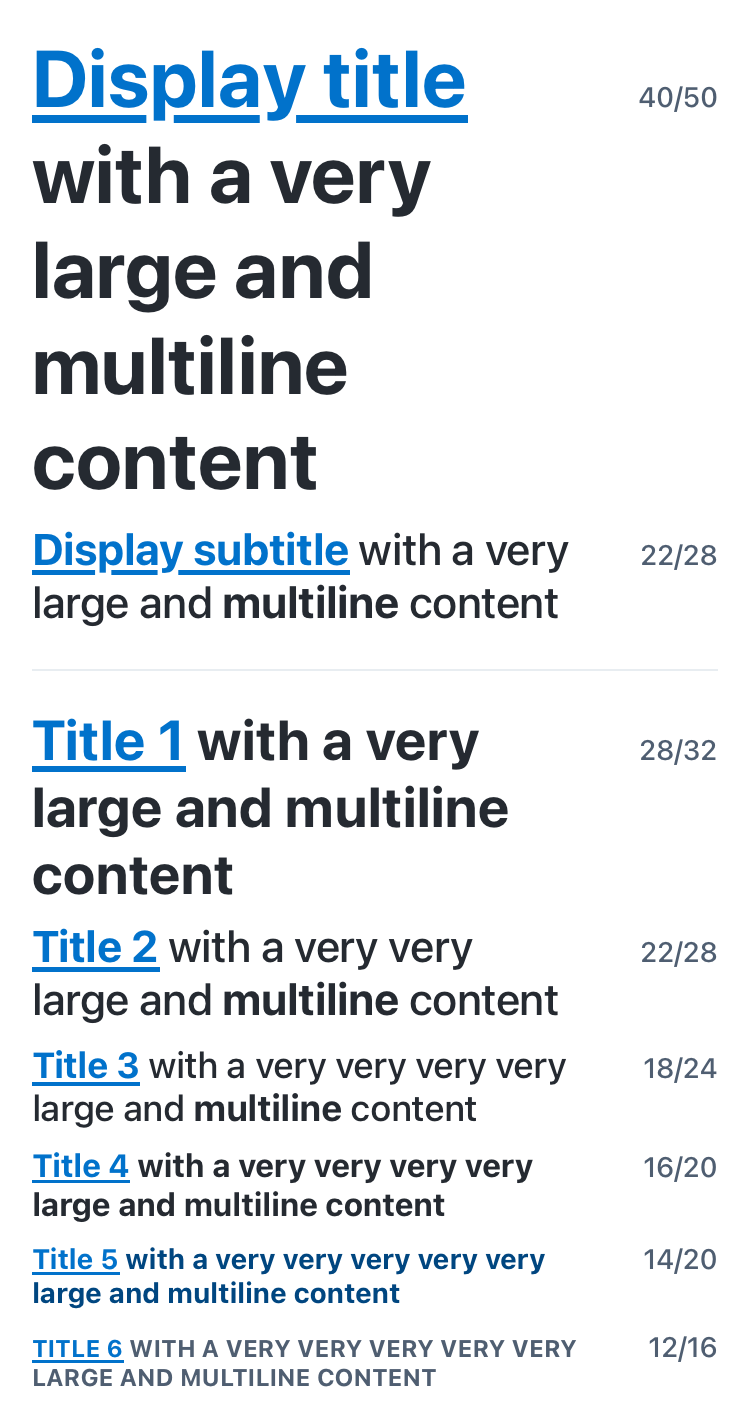 Display title
40/50
with a very
large and
multiline
content
Display subtitle with a very
22/28
large and multiline content
Title 1 with a very
28/32
large and multiline
content
Title 2 with a very very
22/28
large and multiline content
Title 3 with a very very very very
18/24
large and multiline content
Title 4 with a very very very very
16/20
large and multiline content
Title 5 with a very very very very very
14/20
large and multiline content
TITLE 6 WITH A VERY VERY VERY VERY VERY
12/16
LARGE AND MULTILINE CONTENT